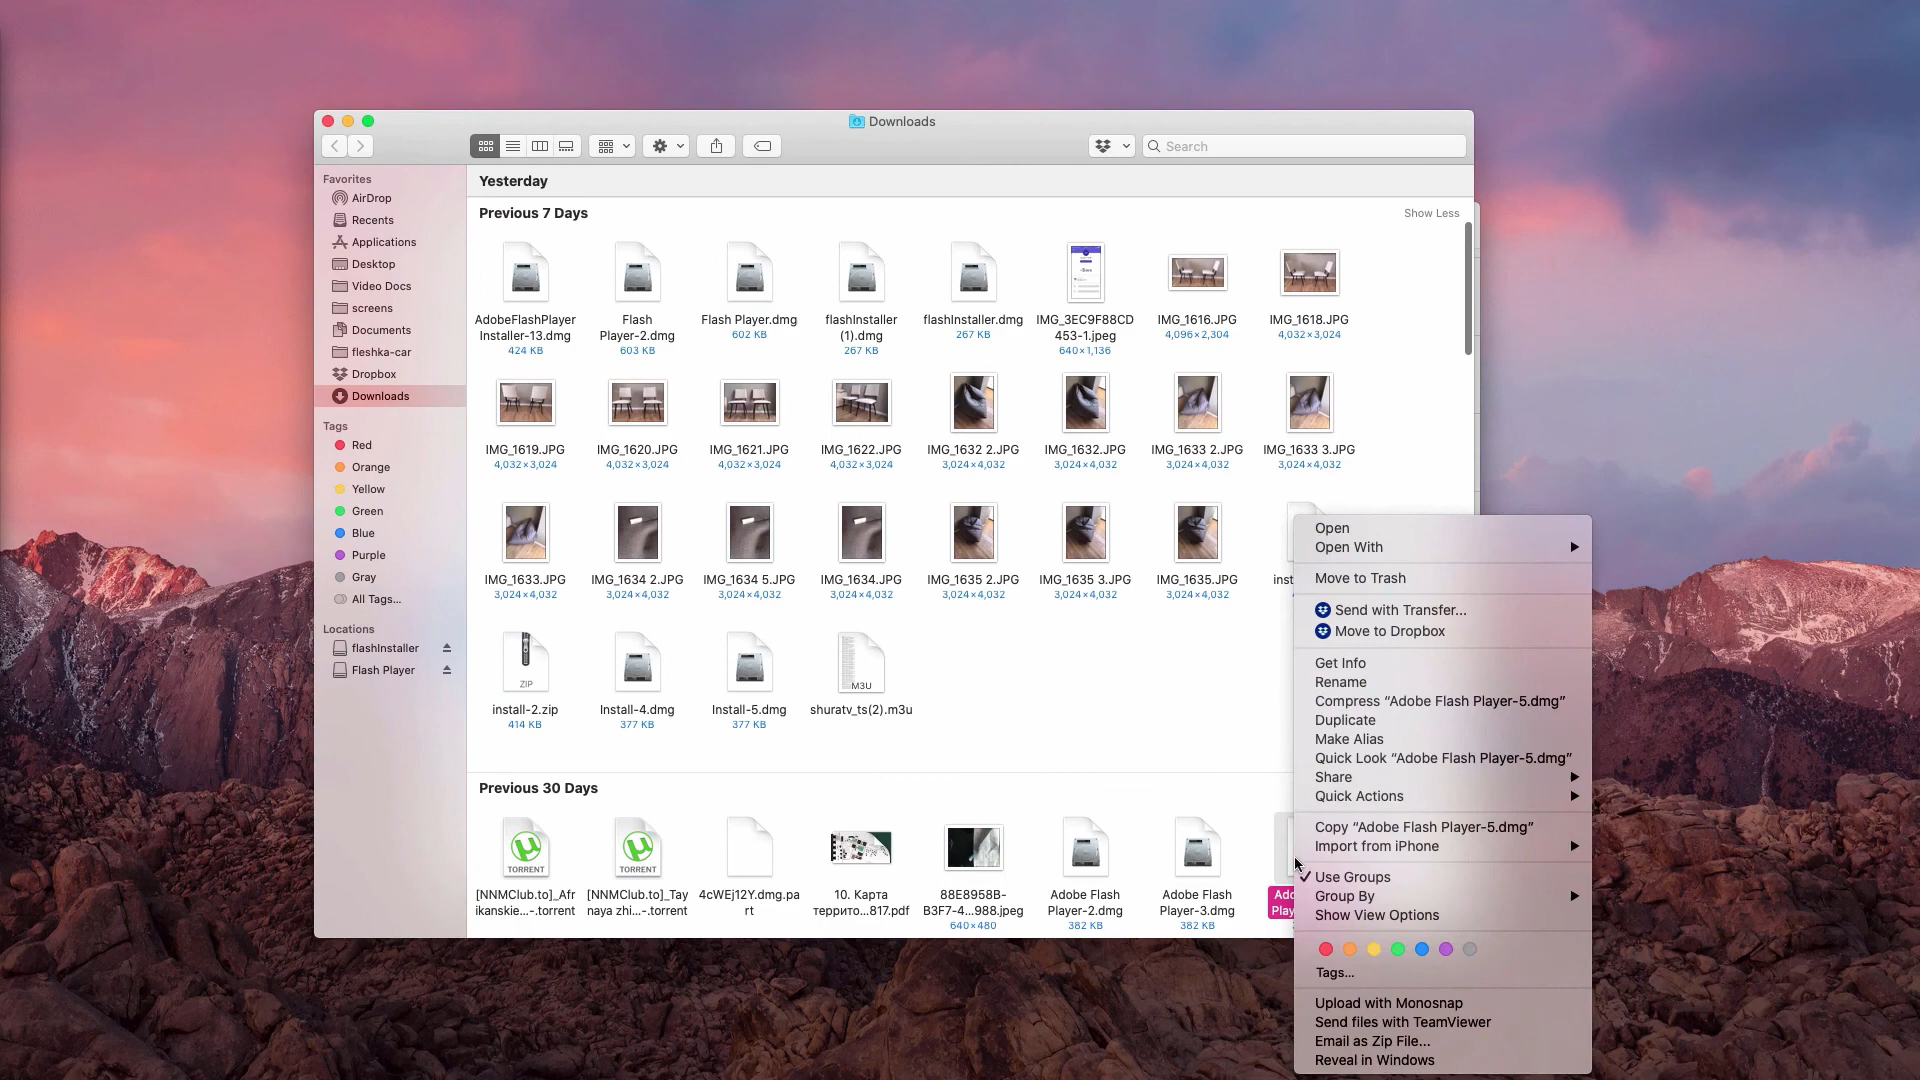 Downloads
Search
Favorites
AirDrop
Recents
Applications
Desktop
Video Docs
screens
Documents
fleshka-car
Dropbox
Downloads
Tags
Red
Orange
Yellow
Green
Blue
Purple
Gray
All Tags...
Locations
flashInstaller
Flash Player
Yesterday
Previous 7 Days
Show Less
AdobeFlashPlayer
Installer-13.dmg
424 KB
Flash
Player-2.dmg
603 KB
Flash Player.dmg
602 KB
flashInstaller
(1).dmg
267 KB
flashInstaller.dmg
267 KB
IMG_3EC9F88CD
453-1.jpeg
640×1,136
IMG_1616.JPG
4,096×2,304
IMG_1618.JPG
4,032×3,024
IMG_1619.JPG
4,032×3,024
IMG_1620.JPG
4,032×3,024
IMG_1621.JPG
4,032×3,024
IMG_1622.JPG
4,032×3,024
IMG_1632 2.JPG
3,024×4,032
IMG_1632.JPG
3,024×4,032
IMG_1633 2.JPG
3,024×4,032
IMG_1633 3.JPG
3,024×4,032
IMG_1633.JPG
3,024×4,032
IMG_1634 2.JPG
3,024×4,032
IMG_1634 5.JPG
3,024×4,032
IMG_1634.JPG
3,024×4,032
IMG_1635 2.JPG
3,024×4,032
IMG_1635 3.JPG
3,024×4,032
IMG_1635.JPG
3,024×4,032
inst
ZIP
install-2.zip
414 KB
Install-4.dmg
377 KB
Install-5.dmg
377 KB
M3U
shuratv_ts(2).m3u
Previous 30 Days
TORRENT
[NNMClub.to]_Afr
ikanskie...-.torrent
TORRENT
[NNMClub.to]_Tay
naya zhi...-.torrent
4cWEj12Y.dmg.pa
rt
10. Карта
террито...817.pdf
88E8958B-
B3F7-4...988.jpeg
640×480
Adobe Flash
Player-2.dmg
382 KB
Adobe Flash
Player-3.dmg
382 KB
Ado
Play
Open
Open With
Move to Trash
Send with Transfer...
Move to Dropbox
Get Info
Rename
Compress “Adobe Flash Player-5.dmg”
Duplicate
Make Alias
Quick Look “Adobe Flash Player-5.dmg”
Share
Quick Actions
Copy “Adobe Flash Player-5.dmg”
Import from iPhone
Use Groups
Group By
Show View Options
Tags...
Upload with Monosnap
Send files with TeamViewer
Email as Zip File...
Reveal in Windows